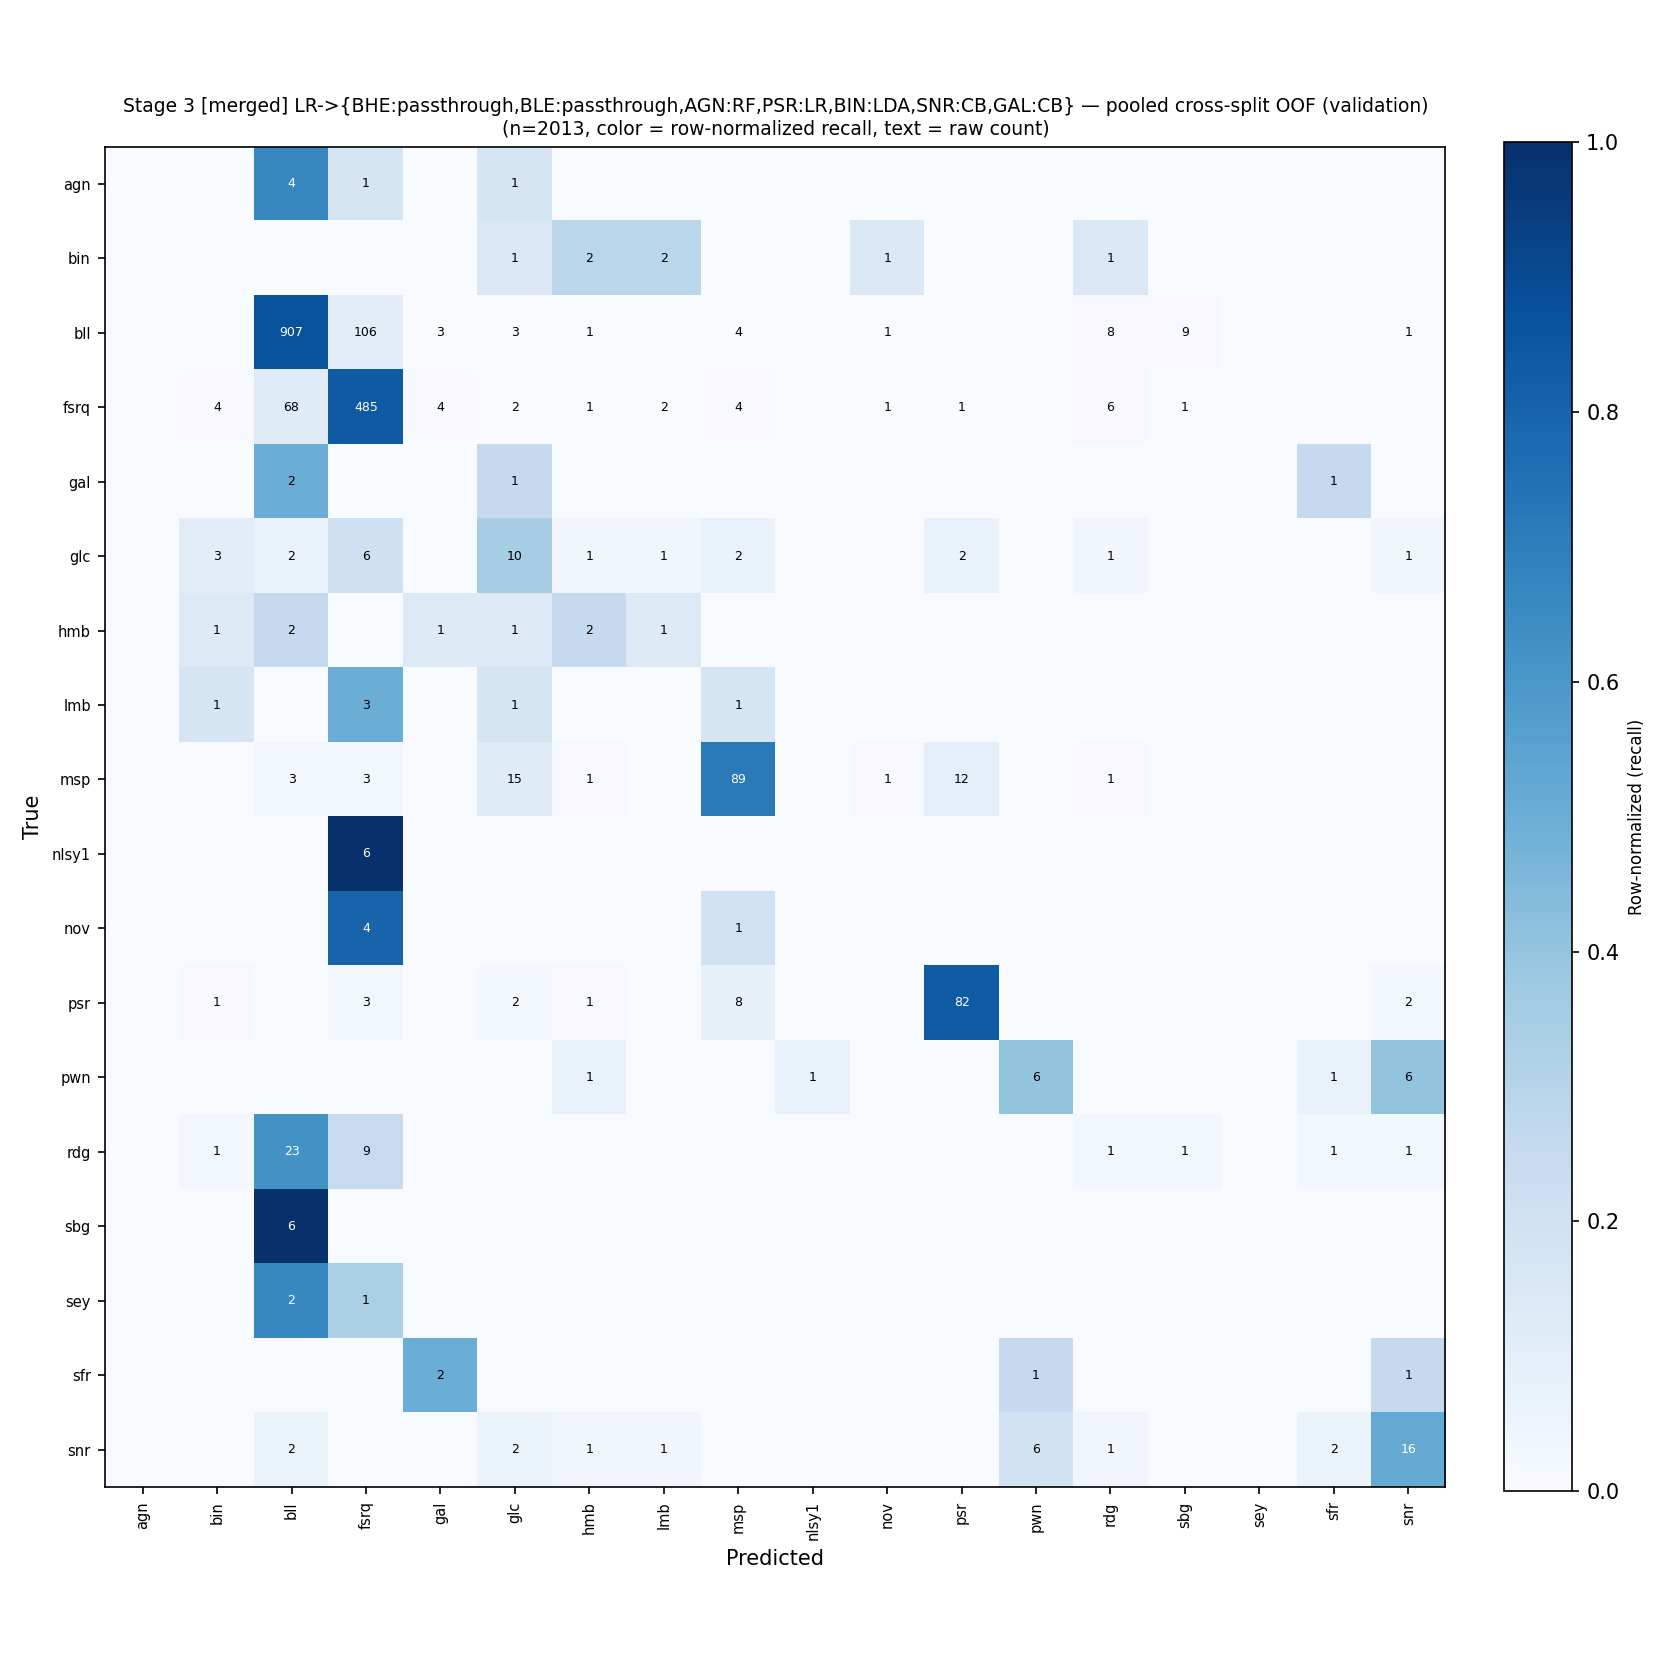 Stage 3 [merged] LR->{BHE:passthrough,BLE:passthrough,AGN:RF,PSR:LR,BIN:LDA,SNR:CB,GAL:CB} — pooled cross-split OOF (validation)
(n=2013, color = row-normalized recall, text = raw count)
agn 4 1 1
bin 1 2 2 1 1
bll 907 106 3 3 1 4 1 8 9 1
fsrq 4 68 485 4 2 1 2 4 1 1 6 1
gal 2 1 1
glc 3 2 6 10 1 1 2 2 1 1
hmb 1 2 1 1 2 1
lmb 1 3 1 1
msp 3 3 15 1 89 1 12 1
nlsy1 6
nov 4 1
psr 1 3 2 1 8 82 2
pwn 1 1 6 1 6
rdg 1 23 9 1 1 1 1
sbg 6
sey 2 1
sfr 2 1 1
snr 2 2 1 1 6 1 2 16
agn bin bll fsrq gal glc hmb lmb msp nlsy1 nov psr pwn rdg sbg sey sfr snr
Predicted
True
1.0
0.8
0.6
0.4
0.2
0.0
Row-normalized (recall)